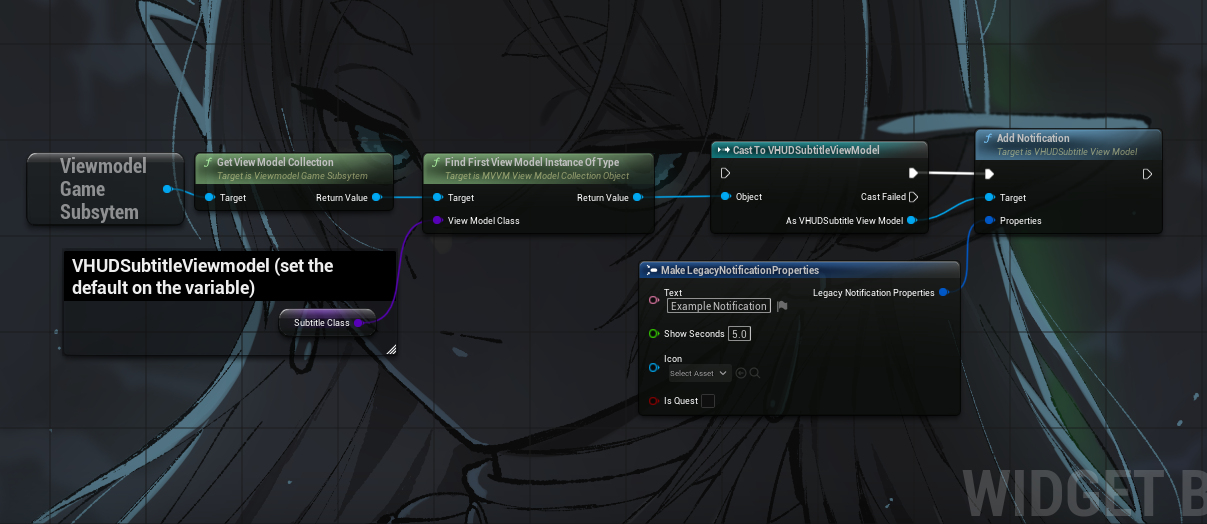 Viewmodel
Game
Subsytem
Get View Model Collection
Target is Viewmodel Game Subsytem
Target
Return Value
Find First View Model Instance Of Type
Target is MVVM View Model Collection Object
Target
Return Value
View Model Class
Cast To VHUDSubtitleViewModel
Object
Cast Failed
As VHUDSubtitle View Model
Add Notification
Target is VHUDSubtitle View Model
Target
Properties
VHUDSubtitleViewmodel (set the
default on the variable)
Subtitle Class
Make LegacyNotificationProperties
Text
Example Notification
Legacy Notification Properties
Show Seconds 5.0
Icon
Select Asset
Is Quest
WIDGET B